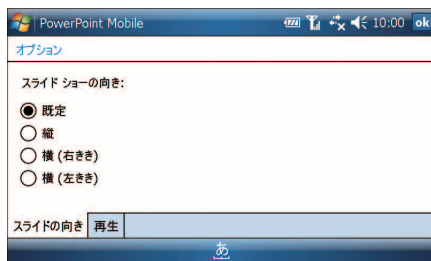 PowerPoint Mobile 10:00 ok
オプション
スライド ショーの向き:
既定
縦
横 (右きき)
横 (左きき)
スライドの向き 再生
あ